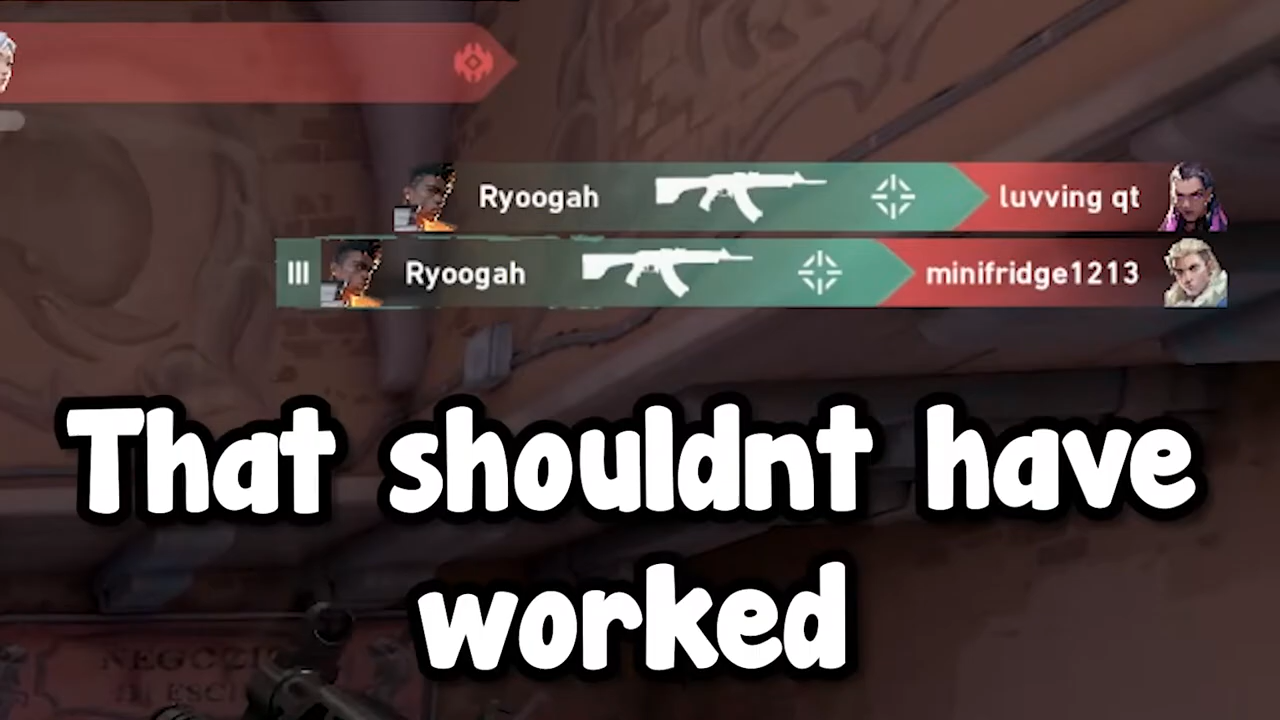 Ryoogah luvving qt
III Ryoogah minifridge1213
That shouldnt have
worked